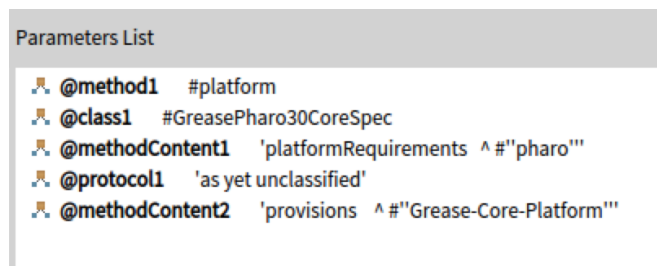 Parameters List
@method1 #platform
@class1 #GreasePharo30CoreSpec
@methodContent1 'platformRequirements ^ #''pharo'''
@protocol1 'as yet unclassified'
@methodContent2 'provisions ^ #''Grease-Core-Platform'''